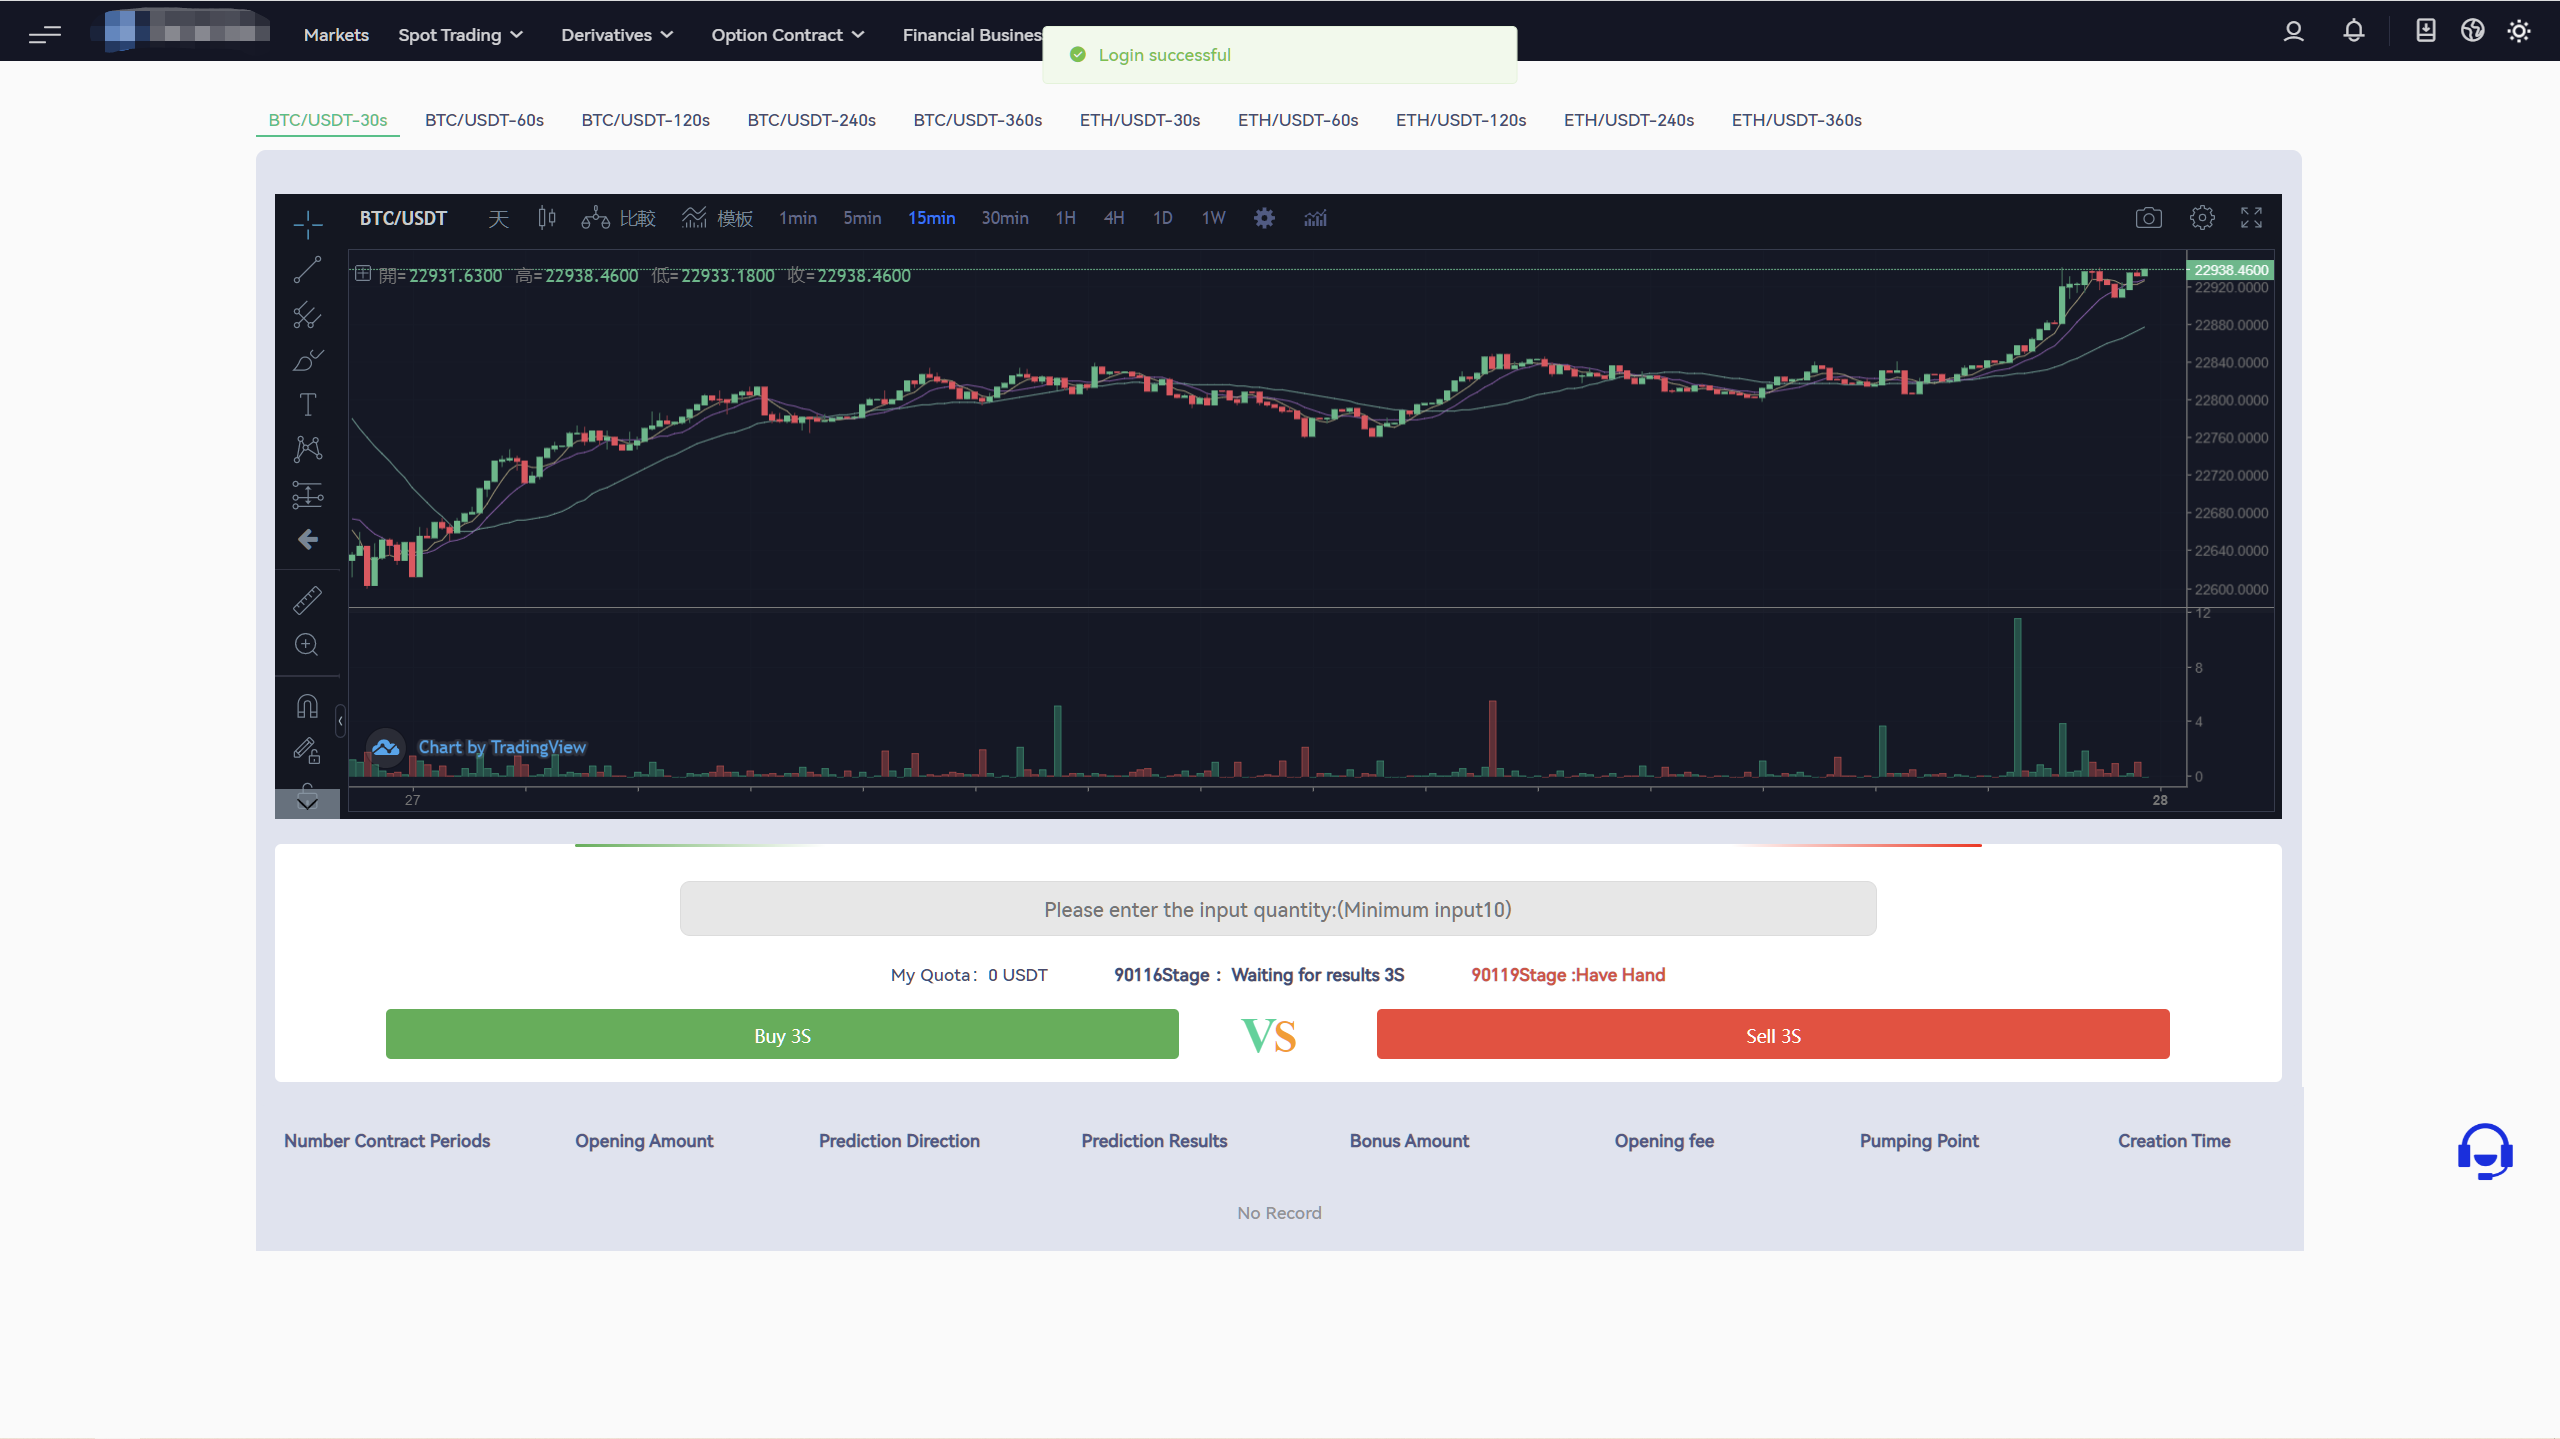 Markets Spot Trading Derivatives Option Contract Financial Busines
Login successful
BTC/USDT-30s BTC/USDT-60s BTC/USDT-120s BTC/USDT-240s BTC/USDT-360s ETH/USDT-30s ETH/USDT-60s ETH/USDT-120s ETH/USDT-240s ETH/USDT-360s
BTC/USDT 天 比較 模板 1min 5min 15min 30min 1H 4H 1D 1W
開=22931.6300 高=22938.4600 低=22933.1800 收=22938.4600
22938.4600
22920.0000
22880.0000
22840.0000
22800.0000
22760.0000
22720.0000
22680.0000
22640.0000
22600.0000
12
8
4
0
Chart by TradingView
27 28
Please enter the input quantity:(Minimum input10)
My Quota: 0 USDT 90116Stage : Waiting for results 3S 90119Stage :Have Hand
Buy 3S VS Sell 3S
Number Contract Periods Opening Amount Prediction Direction Prediction Results Bonus Amount Opening fee Pumping Point Creation Time
No Record